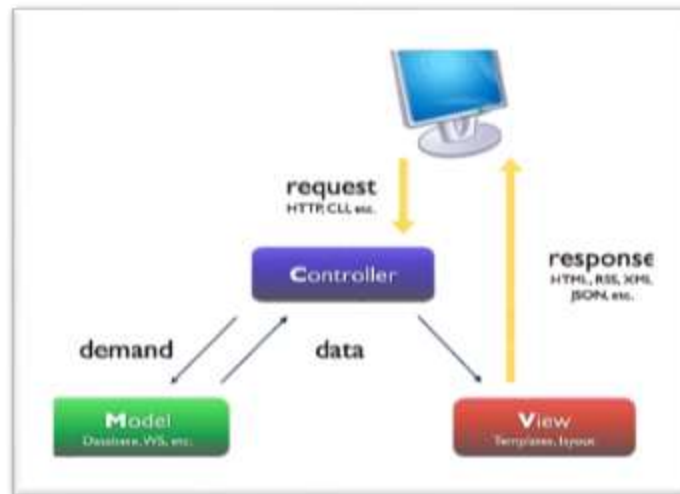 request
HTTP, CLI, etc.
Controller
response
HTML, RSS, XML,
JSON, etc.
demand
data
Model
Database, WS, etc.
View
Templates, layout